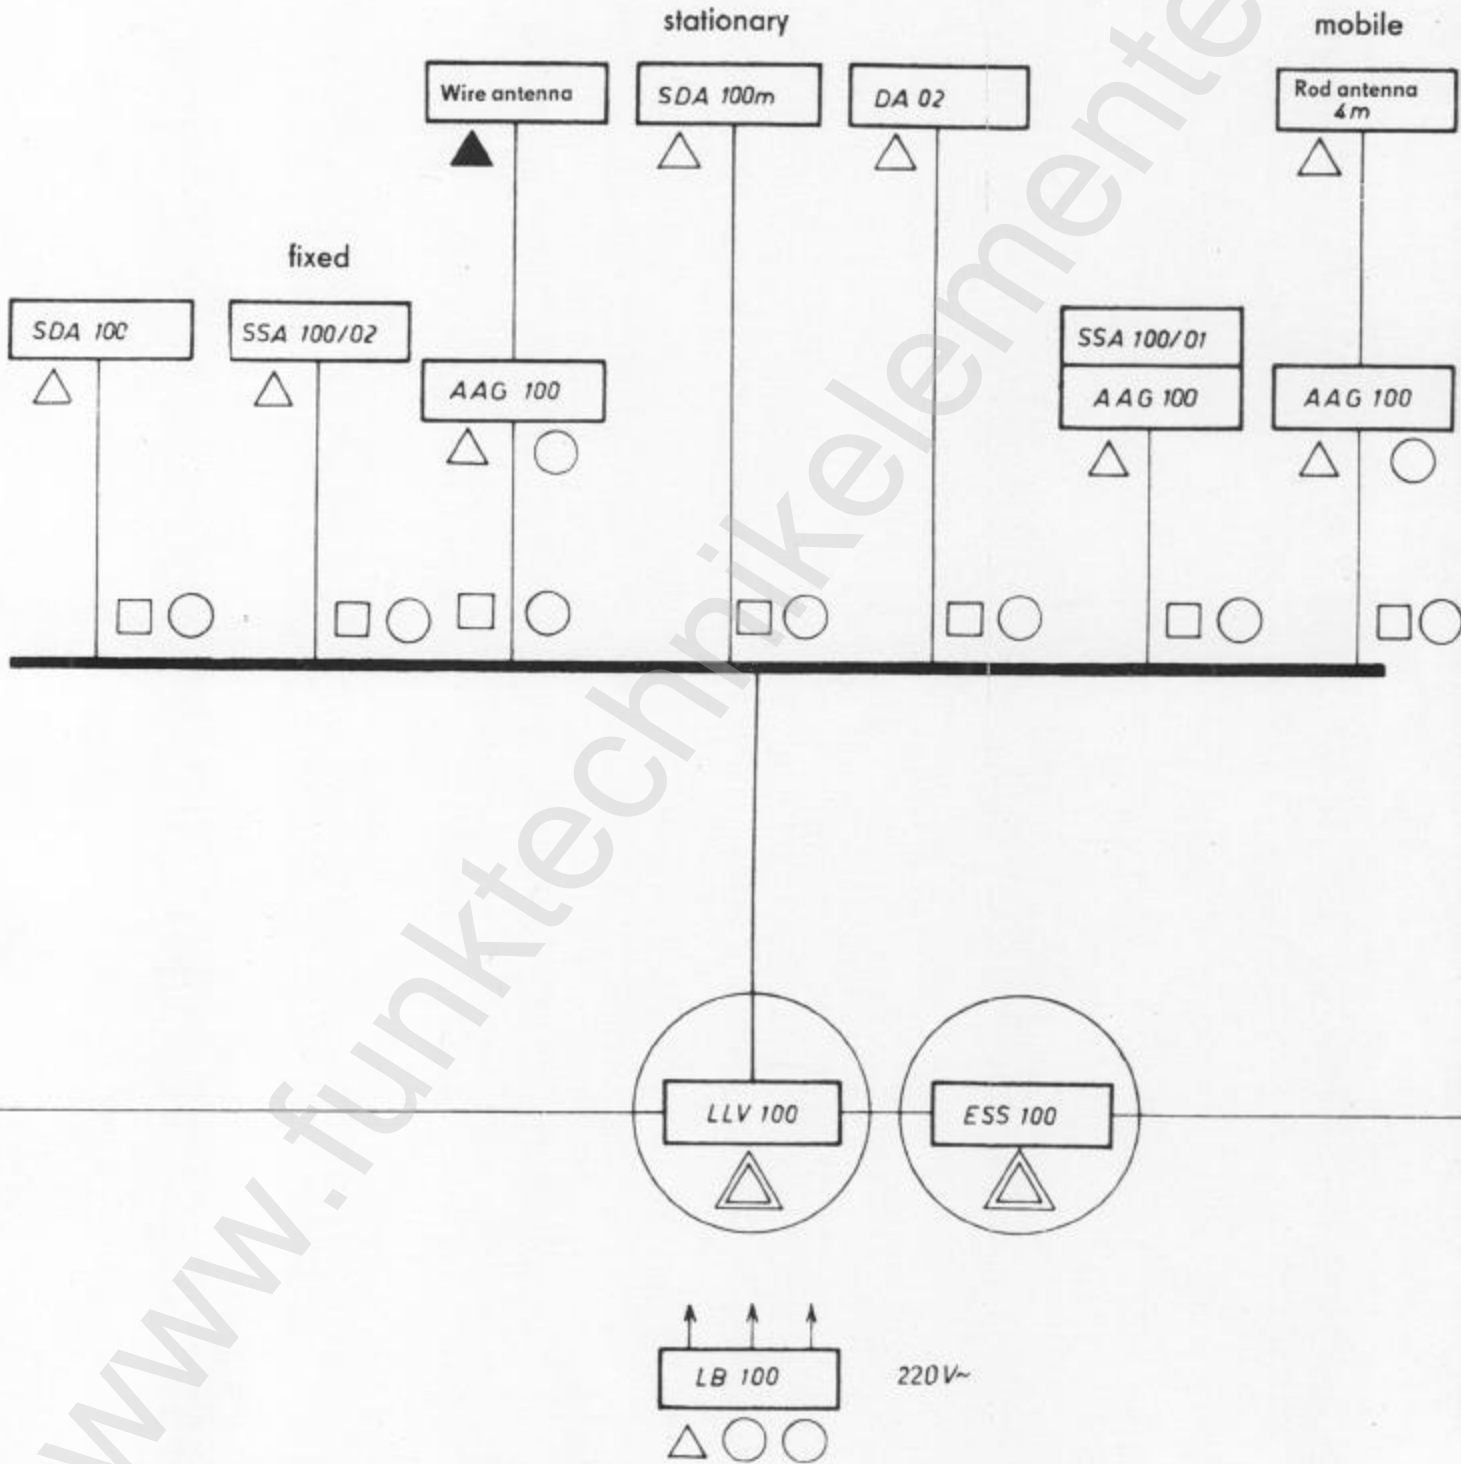 stationary
mobile
Wire antenna
SDA 100m
DA 02
Rod antenna
4m
fixed
SDA 100
SSA 100/02
AAG 100
SSA 100/01
AAG 100
AAG 100
LLV 100
ESS 100
LB 100
220V~
www.funktechnikelemente